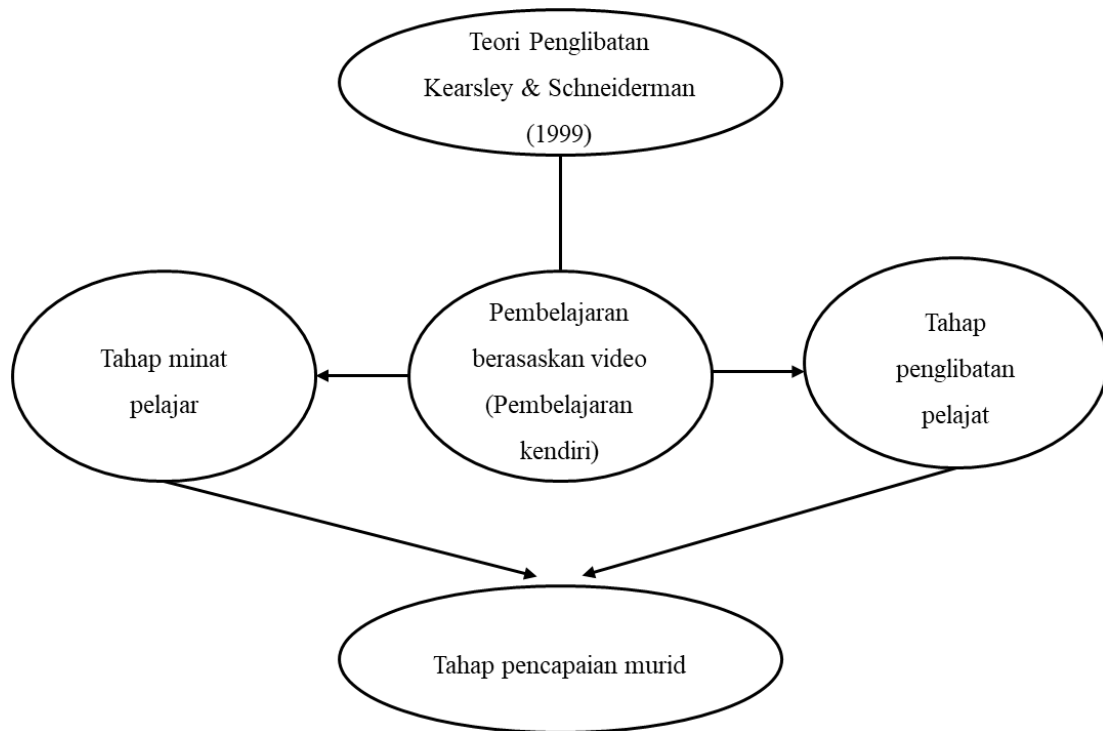 Teori Penglibatan
Kearsley & Schneiderman
(1999)
Tahap minat
pelajar
Pembelajaran
berasaskan video
(Pembelajaran
kendiri)
Tahap
penglibatan
pelajat
Tahap pencapaian murid